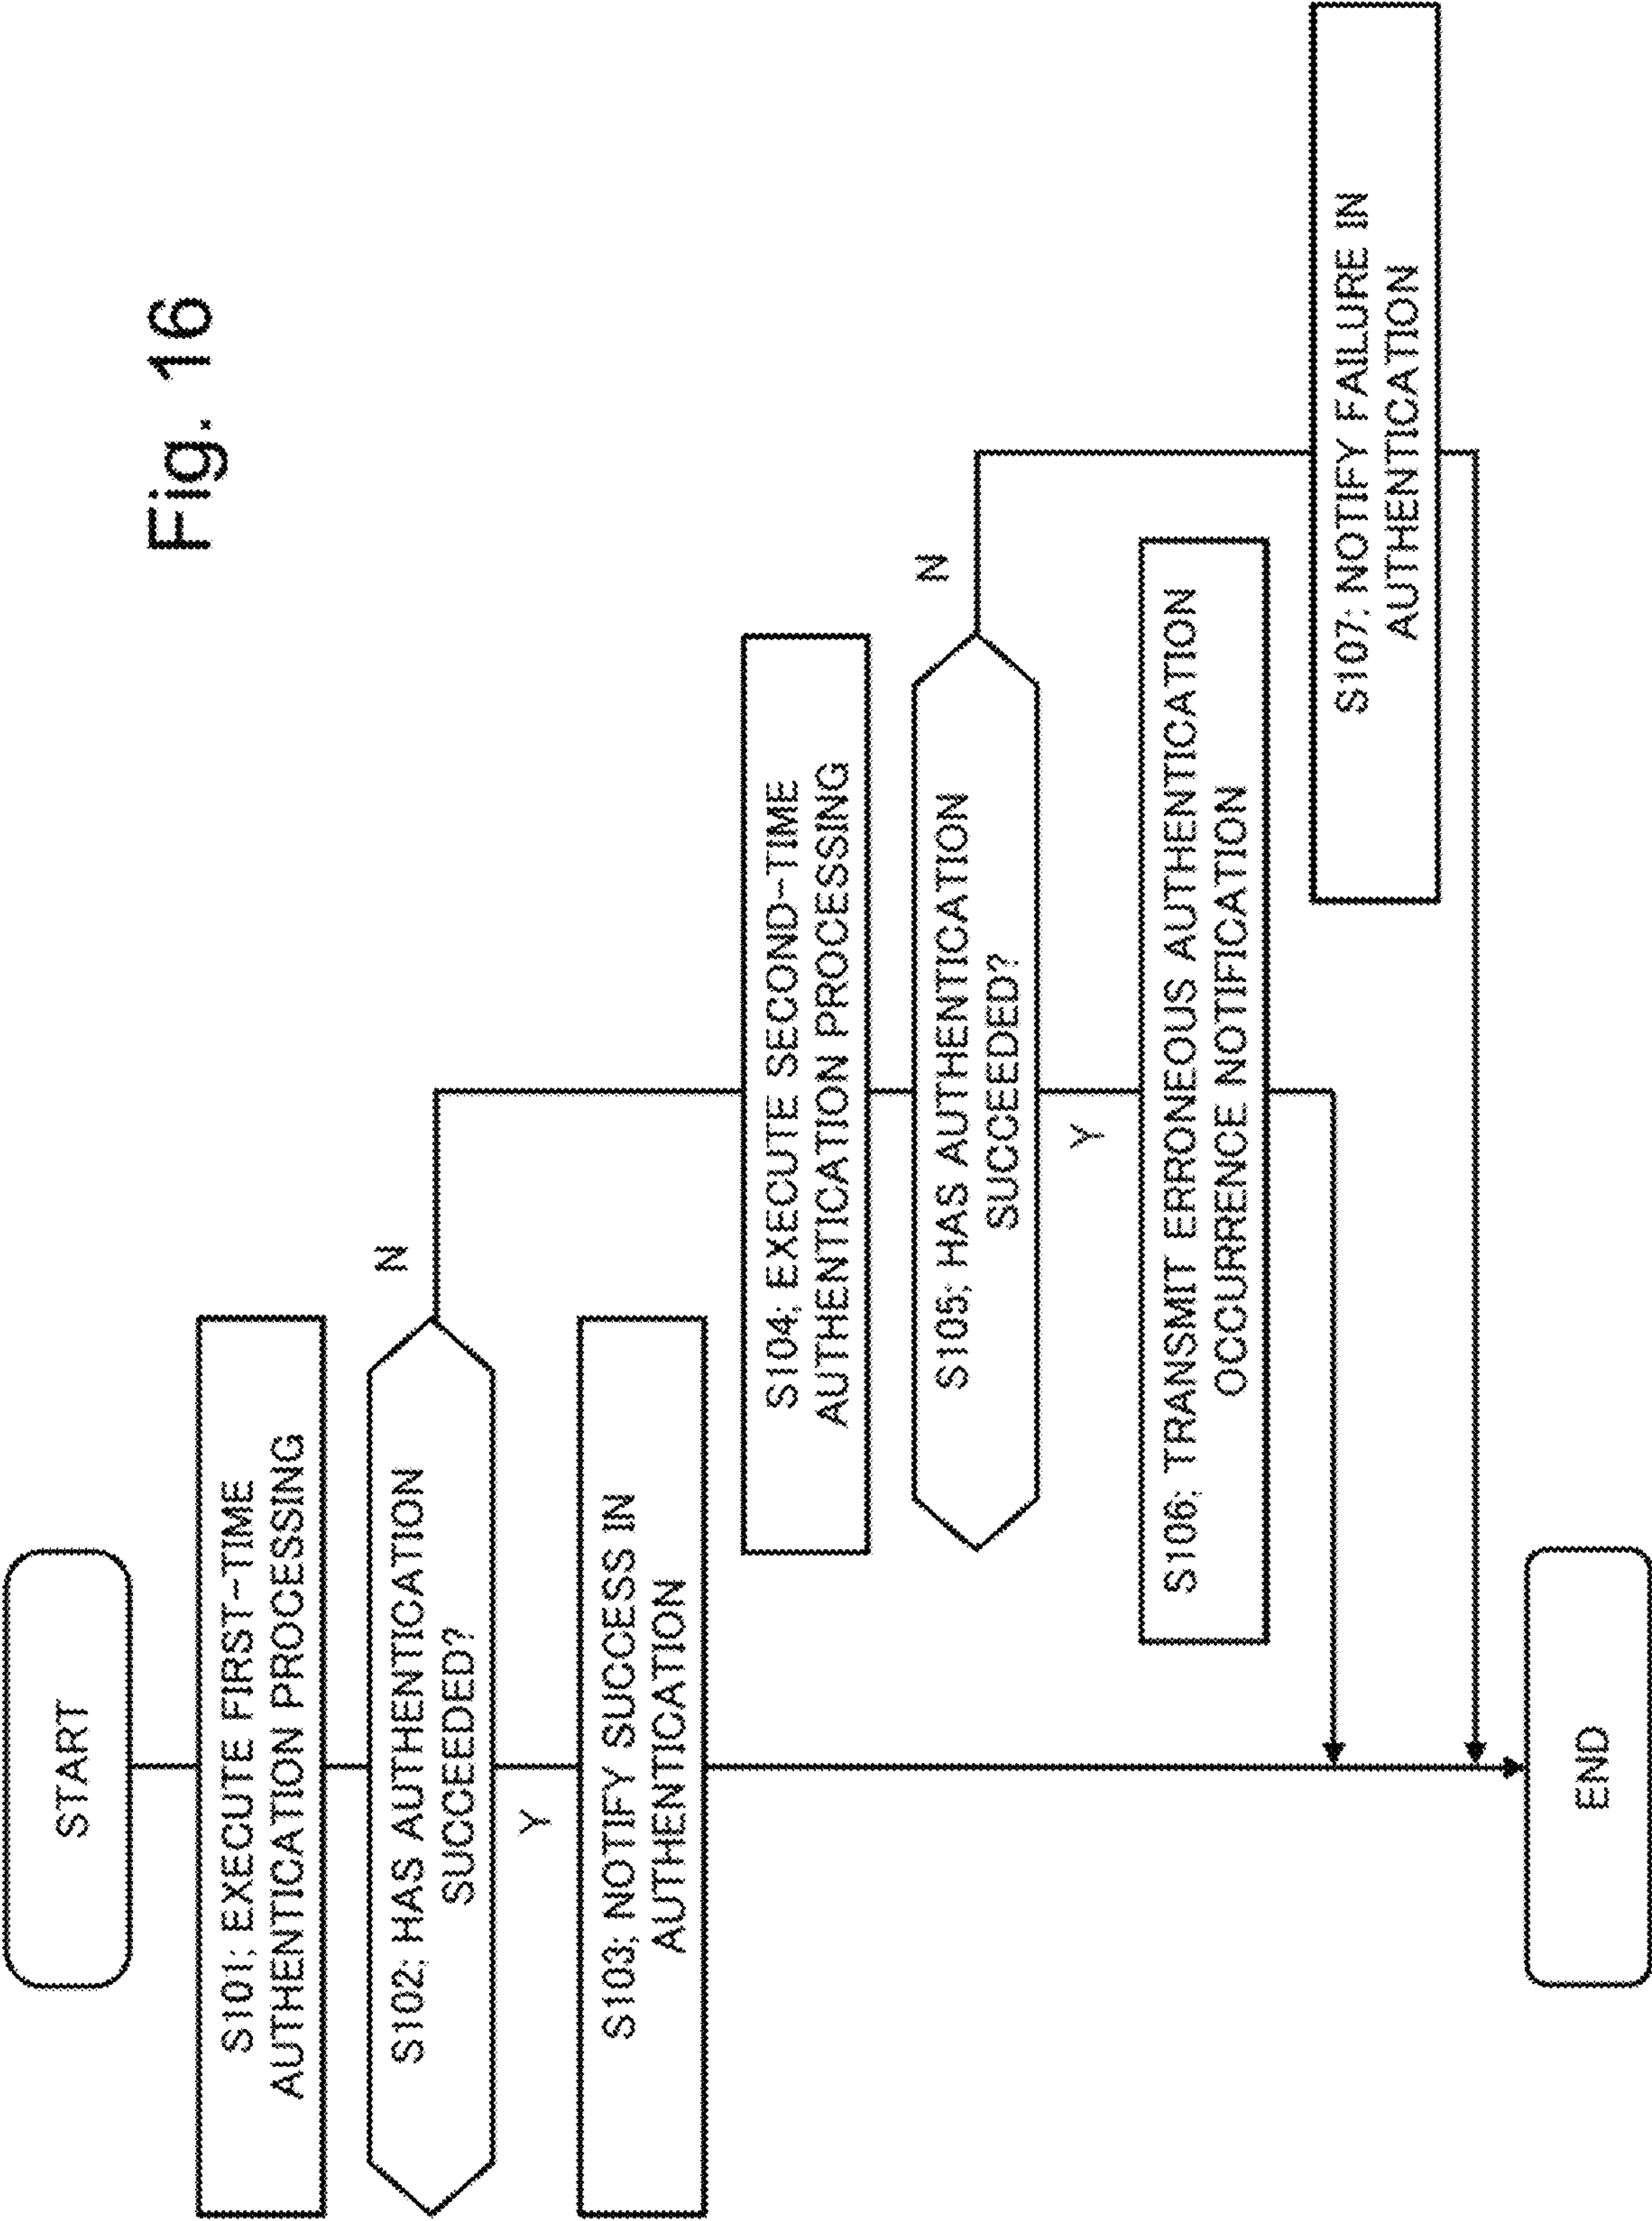 Fig. 16
START
S101; EXECUTE FIRST-TIME
AUTHENTICATION PROCESSING
S102; HAS AUTHENTICATION
SUCCEEDED?
N
Y
S103; NOTIFY SUCCESS IN
AUTHENTICATION
S104; EXECUTE SECOND-TIME
AUTHENTICATION PROCESSING
S105; HAS AUTHENTICATION
SUCCEEDED?
N
Y
S106; TRANSMIT ERRONEOUS AUTHENTICATION
OCCURRENCE NOTIFICATION
S107; NOTIFY FAILURE IN
AUTHENTICATION
END